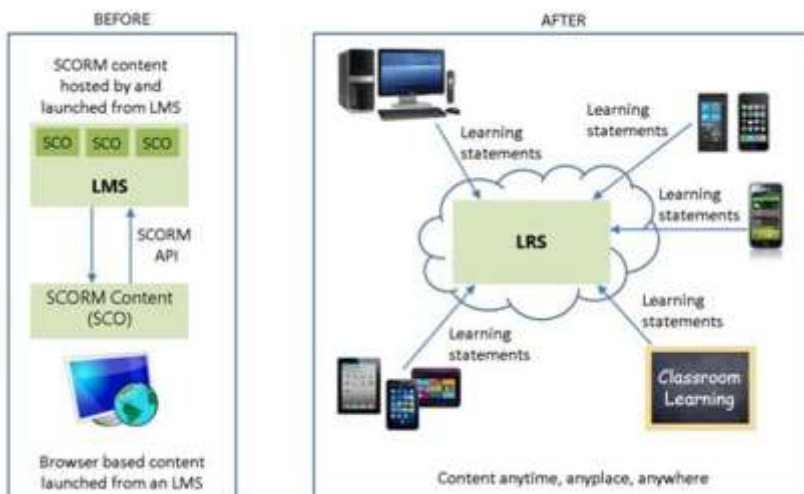 BEFORE
SCORM content
hosted by and
launched from LMS
SCO SCO SCO
LMS
SCORM
API
SCORM Content
(SCO)
Browser based content
launched from an LMS
AFTER
Learning
statements
Learning
statements
Learning
statements
LRS
Learning
statements
Learning
statements
Classroom
Learning
Content anytime, anyplace, anywhere